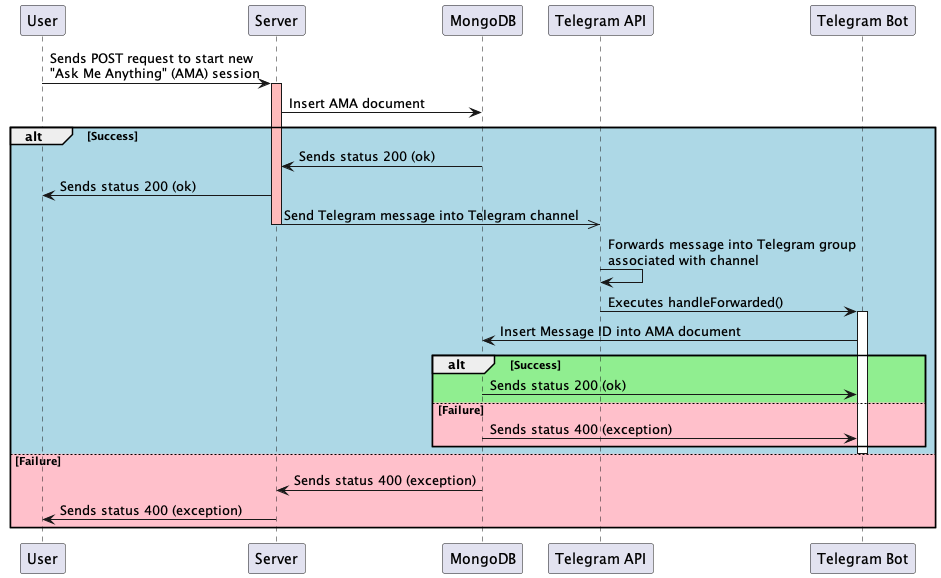 User
Server
MongoDB
Telegram API
Telegram Bot
Sends POST request to start new
"Ask Me Anything" (AMA) session
Insert AMA document
alt
[Success]
Sends status 200 (ok)
Sends status 200 (ok)
Send Telegram message into Telegram channel
Forwards message into Telegram group
associated with channel
Executes handleForwarded()
Insert Message ID into AMA document
alt
[Success]
Sends status 200 (ok)
[Failure]
Sends status 400 (exception)
[Failure]
Sends status 400 (exception)
Sends status 400 (exception)
User
Server
MongoDB
Telegram API
Telegram Bot